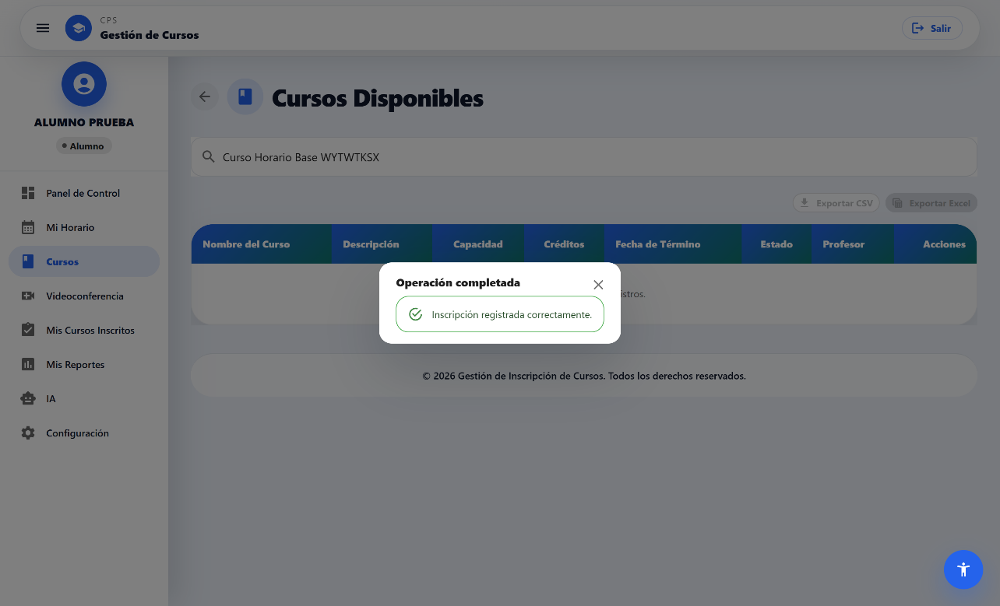 CPS
Gestión de Cursos
Salir
ALUMNO PRUEBA
Alumno
Panel de Control
Mi Horario
Cursos
Videoconferencia
Mis Cursos Inscritos
Mis Reportes
IA
Configuración
Cursos Disponibles
Curso Horario Base WYTWTKSX
Exportar CSV
Exportar Excel
Nombre del Curso
Descripción
Capacidad
Créditos
Fecha de Término
Estado
Profesor
Acciones
Operación completada
Inscripción registrada correctamente.
© 2026 Gestión de Inscripción de Cursos. Todos los derechos reservados.